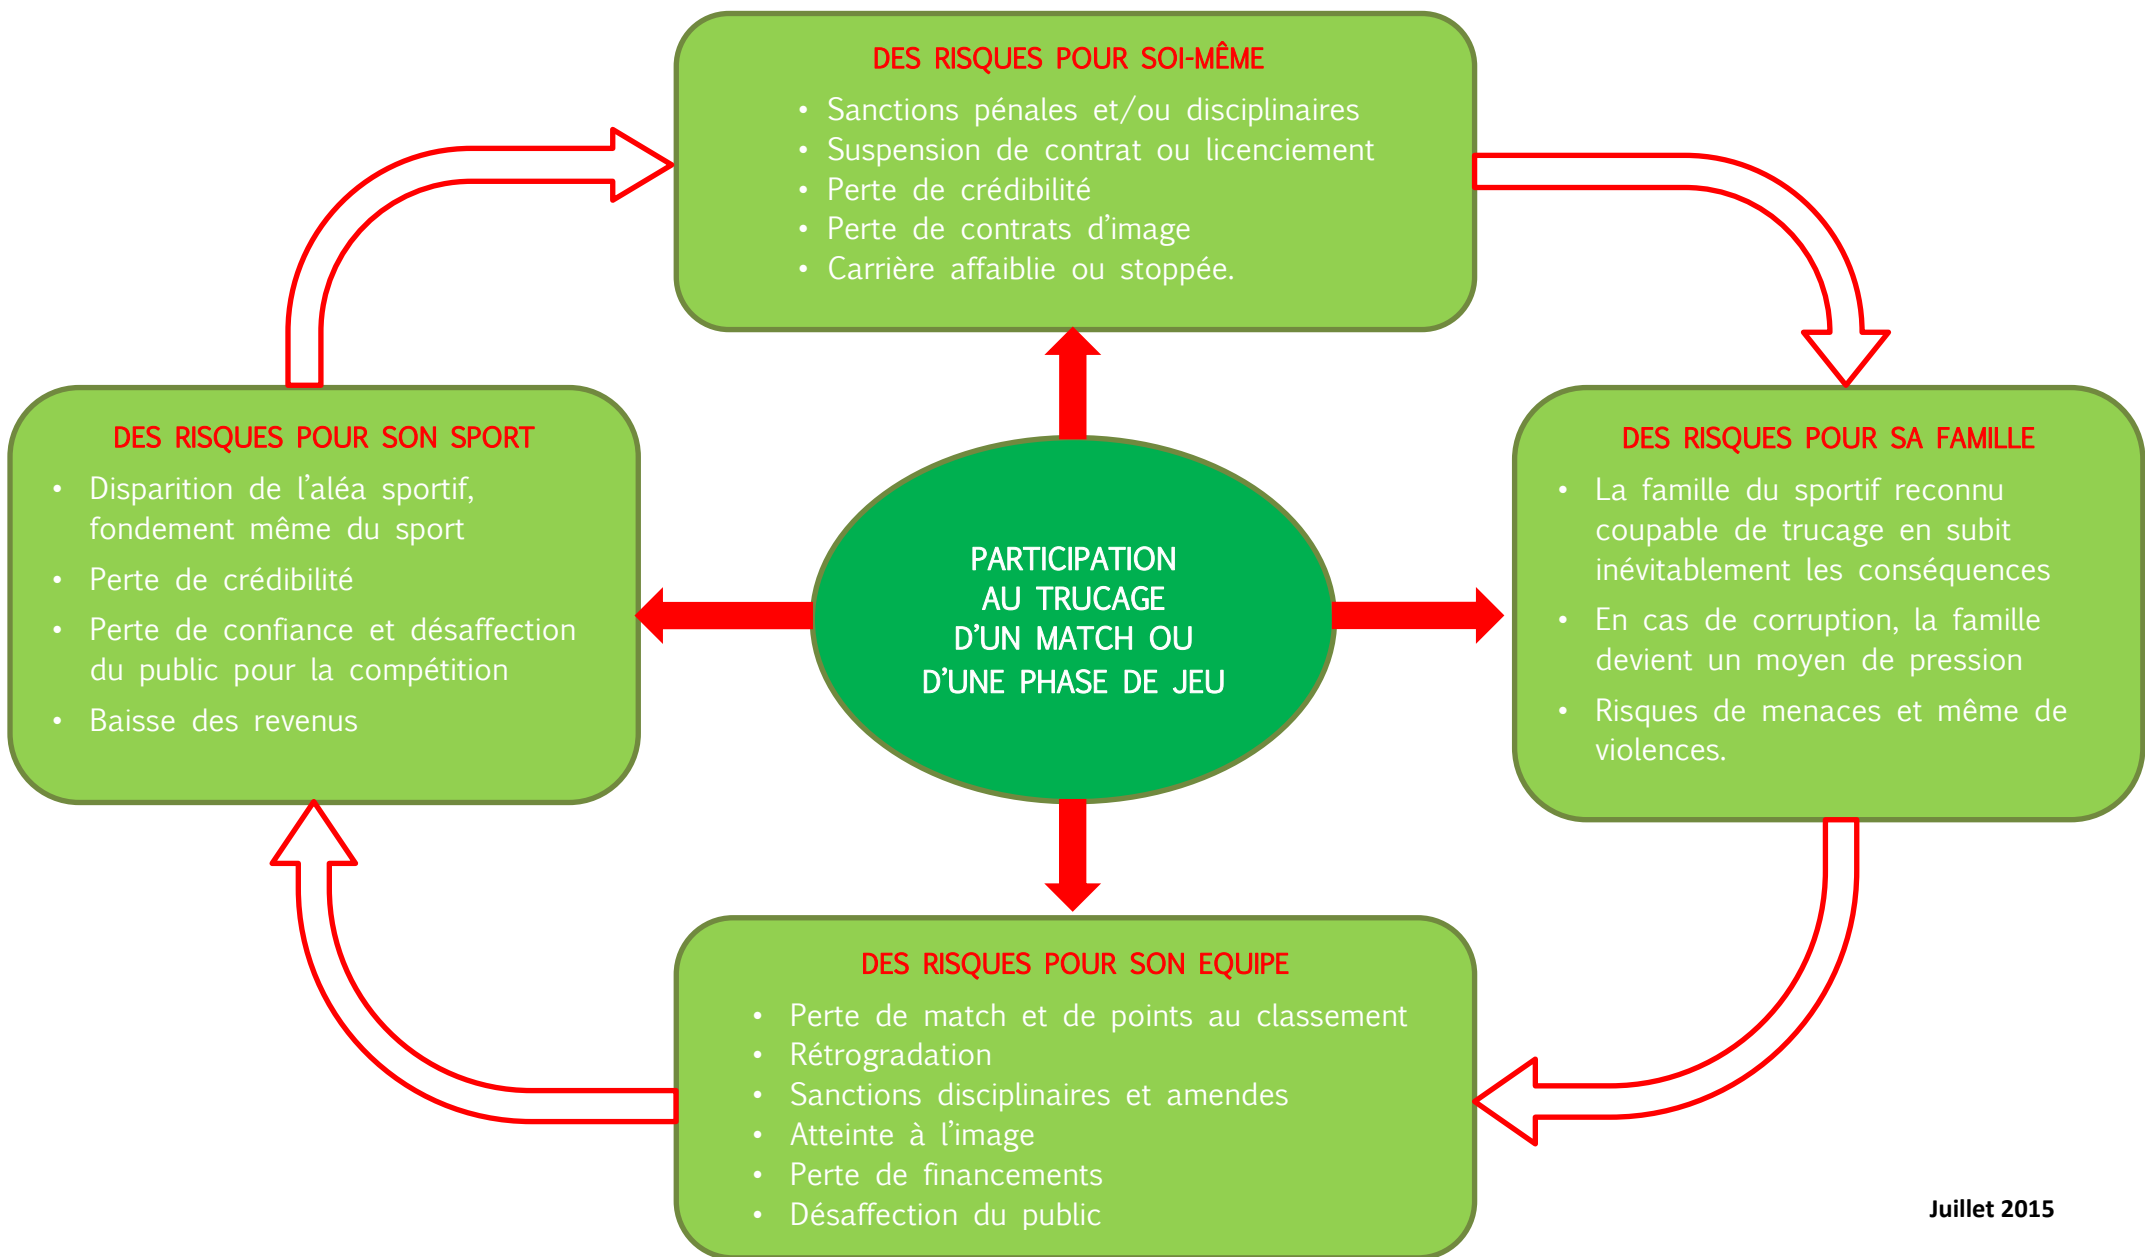 DES RISQUES POUR SOI-MÊME
• Sanctions pénales et/ou disciplinaires
• Suspension de contrat ou licenciement
• Perte de crédibilité
• Perte de contrats d'image
• Carrière affaiblie ou stoppée.
DES RISQUES POUR SON SPORT
• Disparition de l'aléa sportif,
fondement même du sport
• Perte de crédibilité
• Perte de confiance et désaffection
du public pour la compétition
• Baisse des revenus
PARTICIPATION
AU TRUCAGE
D'UN MATCH OU
D'UNE PHASE DE JEU
DES RISQUES POUR SA FAMILLE
• La famille du sportif reconnu
coupable de trucage en subit
inévitablement les conséquences
• En cas de corruption, la famille
devient un moyen de pression
• Risques de menaces et même de
violences.
DES RISQUES POUR SON EQUIPE
• Perte de match et de points au classement
• Rétrogradation
• Sanctions disciplinaires et amendes
• Atteinte à l'image
• Perte de financements
• Désaffection du public
Juillet 2015